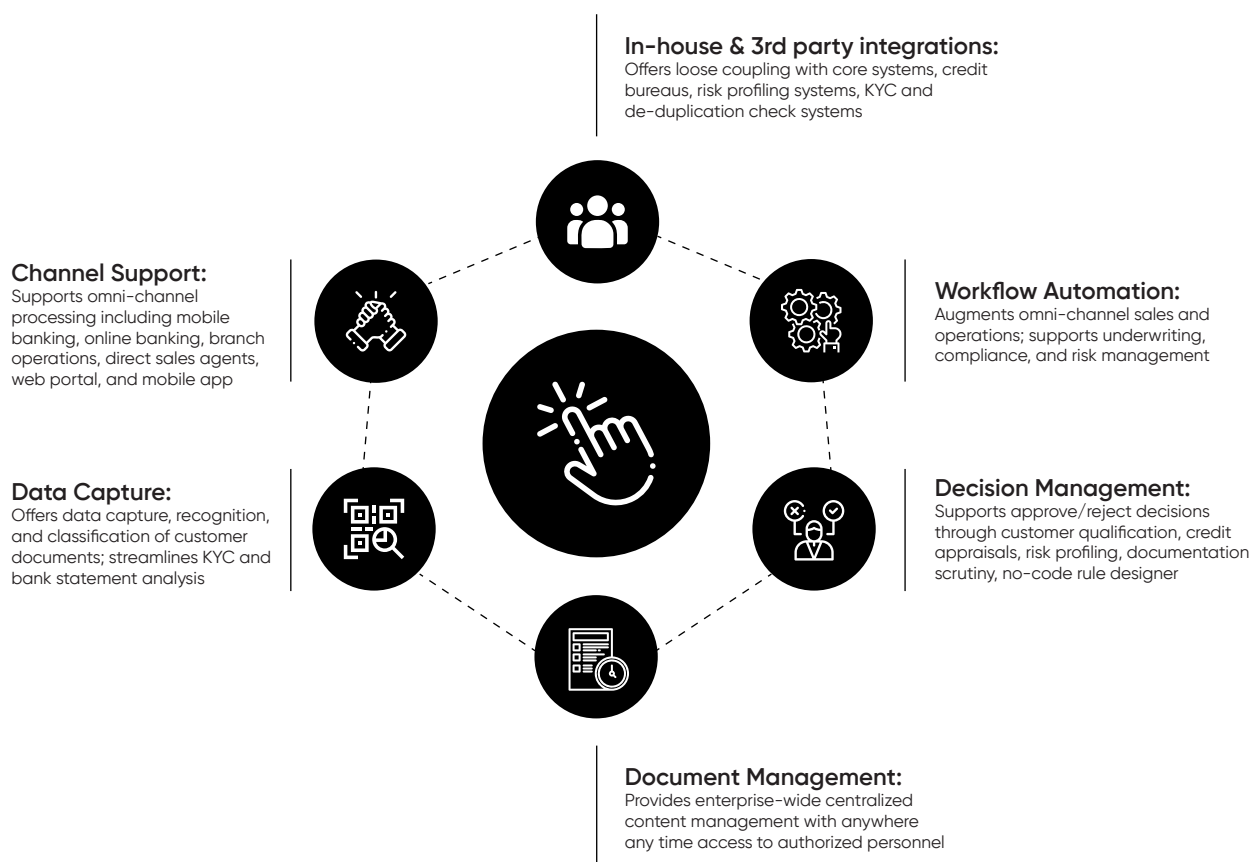 In-house & 3rd party integrations:
Offers loose coupling with core systems, credit
bureaus, risk profiling systems, KYC and
de-duplication check systems
Channel Support:
Supports omni-channel
processing including mobile
banking, online banking, branch
operations, direct sales agents,
web portal, and mobile app
Workflow Automation:
Augments omni-channel sales and
operations; supports underwriting,
compliance, and risk management
Data Capture:
Offers data capture, recognition,
and classification of customer
documents; streamlines KYC and
bank statement analysis
Decision Management:
Supports approve/reject decisions
through customer qualification, credit
appraisals, risk profiling, documentation
scrutiny, no-code rule designer
Document Management:
Provides enterprise-wide centralized
content management with anywhere
any time access to authorized personnel